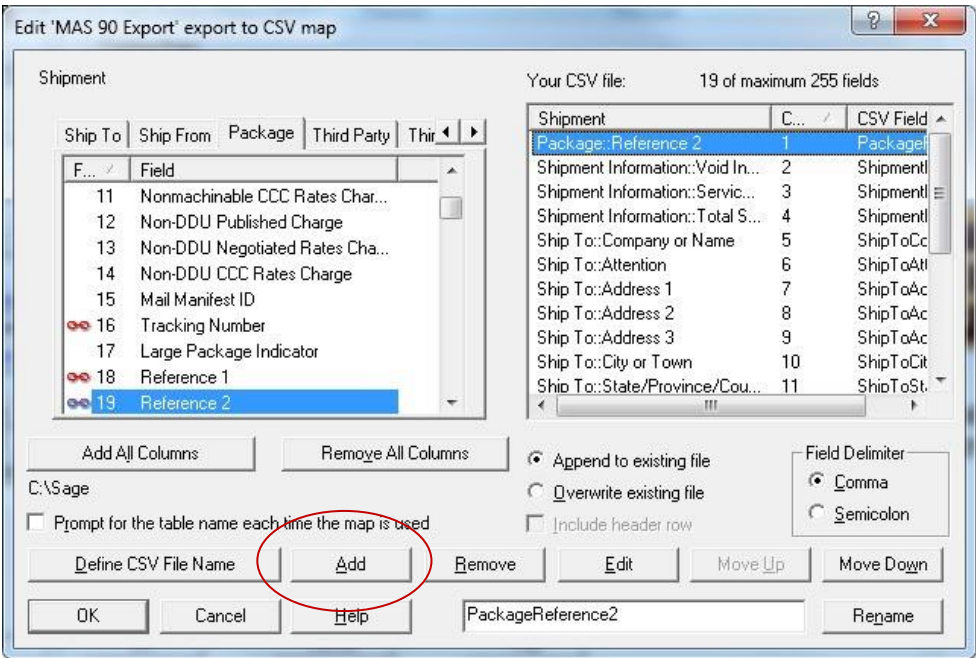 Edit 'MAS 90 Export' export to CSV map
?
X
Shipment
Your CSV file: 19 of maximum 255 fields
Ship To Ship From Package Third Party Thir
F... Field
11 Nonmachinable CCC Rates Char...
12 Non-DDU Published Charge
13 Non-DDU Negotiated Rates Cha...
14 Non-DDU CCC Rates Charge
15 Mail Manifest ID
16 Tracking Number
17 Large Package Indicator
18 Reference 1
19 Reference 2
Shipment C... CSV Field
Package::Reference 2 1 PackageF
Shipment Information::Void In... 2 ShipmentI
Shipment Information::Servic... 3 ShipmentI
Shipment Information::Total S... 4 ShipmentI
Ship To::Company or Name 5 ShipToCo
Ship To::Attention 6 ShipToAtt
Ship To::Address 1 7 ShipToAc
Ship To::Address 2 8 ShipToAc
Ship To::Address 3 9 ShipToAc
Ship To::City or Town 10 ShipToCit
Ship To::State/Province/Cou... 11 ShipToSt
Add All Columns Remove All Columns
C:\Sage
Prompt for the table name each time the map is used
Append to existing file
Overwrite existing file
Include header row
Field Delimiter
Comma
Semicolon
Define CSV File Name Add Remove Edit Move Up Move Down
OK Cancel Help PackageReference2 Rename